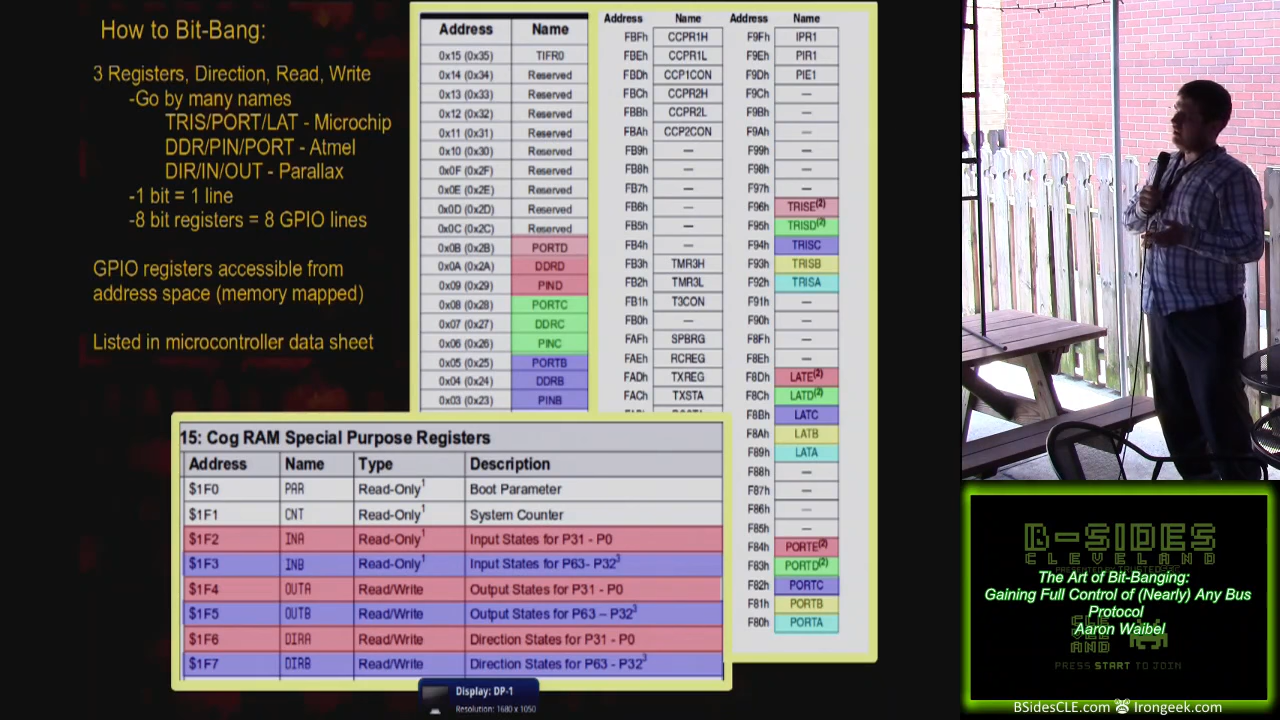 How to Bit-Bang:
3 Registers, Direction, Read, Write
-Go by many names
TRIS/PORT/LAT - Microchip
DDR/PIN/PORT - Atmel
DIR/IN/OUT - Parallax
-1 bit = 1 line
-8 bit registers = 8 GPIO lines
GPIO registers accessible from
address space (memory mapped)
Listed in microcontroller data sheet
Address Name
0x15 (0x35) TIFR0
0x14 (0x34) Reserved
0x13 (0x33) Reserved
0x12 (0x32) Reserved
0x11 (0x31) Reserved
0x10 (0x30) Reserved
0x0F (0x2F) Reserved
0x0E (0x2E) Reserved
0x0D (0x2D) Reserved
0x0C (0x2C) Reserved
0x0B (0x2B) PORTD
0x0A (0x2A) DDRD
0x09 (0x29) PIND
0x08 (0x28) PORTC
0x07 (0x27) DDRC
0x06 (0x26) PINC
0x05 (0x25) PORTB
0x04 (0x24) DDRB
0x03 (0x23) PINB
Address Name Address Name
FBFh CCPR1H F9Fh IPR1
FBEh CCPR1L F9Eh PIR1
FBDh CCP1CON F9Dh PIE1
FBCh CCPR2H F9Ch —
FBBh CCPR2L F9Bh —
FBAh CCP2CON F9Ah —
FB9h — F99h —
FB8h — F98h —
FB7h — F97h —
FB6h — F96h TRISE(2)
FB5h — F95h TRISD(2)
FB4h — F94h TRISC
FB3h TMR3H F93h TRISB
FB2h TMR3L F92h TRISA
FB1h T3CON F91h —
FB0h — F90h —
FAFh SPBRG F8Fh —
FAEh RCREG F8Eh —
FADh TXREG F8Dh LATE(2)
FACh TXSTA F8Ch LATD(2)
F8Bh LATC
F8Ah LATB
F89h LATA
F88h —
F87h —
F86h —
F85h —
F84h PORTE(2)
F83h PORTD(2)
F82h PORTC
F81h PORTB
F80h PORTA
15: Cog RAM Special Purpose Registers
Address Name Type Description
$1F0 PAR Read-Only1 Boot Parameter
$1F1 CNT Read-Only1 System Counter
$1F2 INA Read-Only1 Input States for P31 - P0
$1F3 INB Read-Only1 Input States for P63- P323
$1F4 OUTA Read/Write Output States for P31 - P0
$1F5 OUTB Read/Write Output States for P63 – P323
$1F6 DIRA Read/Write Direction States for P31 - P0
$1F7 DIRB Read/Write Direction States for P63 - P323
Display: DP-1
Resolution: 1680 x 1050
B-SIDES
CLEVELAND
The Art of Bit-Banging:
Gaining Full Control of (Nearly) Any Bus
Protocol
Aaron Waibel
CLE
VEL
AND
PRESS START TO JOIN
BSidesCLE.com Irongeek.com